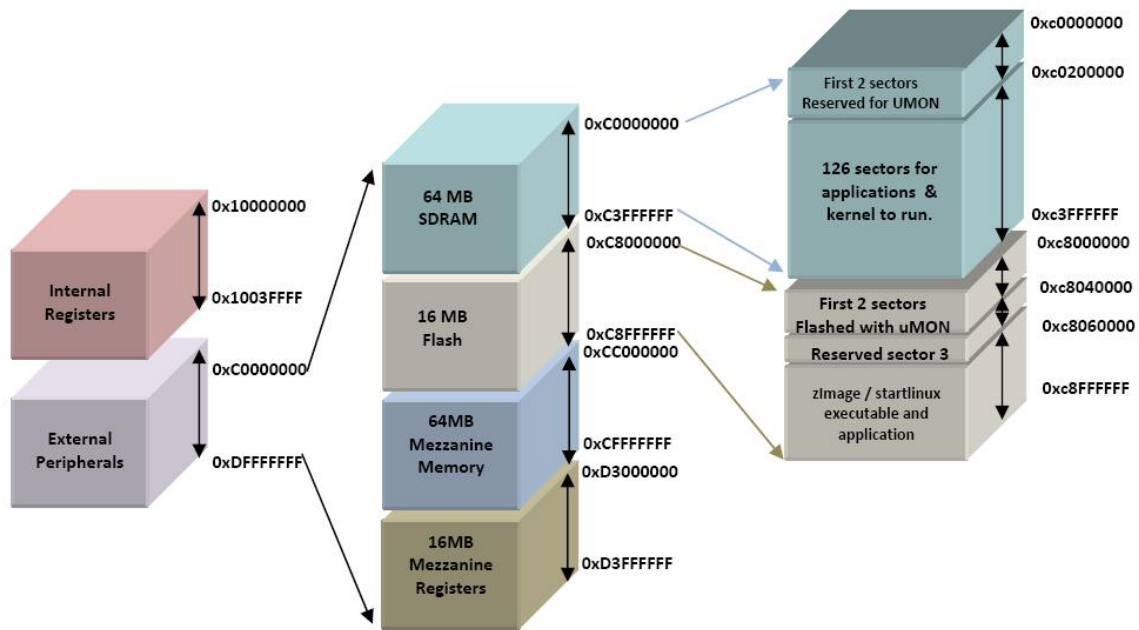 Internal
Registers
0x10000000
0x1003FFFF
External
Peripherals
0xC0000000
0xDFFFFFFF
64 MB
SDRAM
0xC0000000
0xC3FFFFFF
16 MB
Flash
0xC8000000
0xC8FFFFFF
64MB
Mezzanine
Memory
0xCC000000
0xCFFFFFFF
16MB
Mezzanine
Registers
0xD3000000
0xD3FFFFFF
First 2 sectors
Reserved for UMON
0xc0000000
0xc0200000
126 sectors for
applications &
kernel to run.
0xc3FFFFFF
0xc8000000
First 2 sectors
Flashed with uMON
0xc8040000
Reserved sector 3
0xc8060000
zImage / startlinux
executable and
application
0xc8FFFFFF